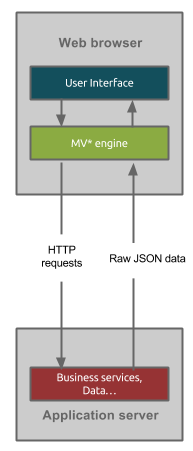 Web browser
User Interface
MV* engine
HTTP
requests
Raw JSON data
Business services,
Data…
Application server